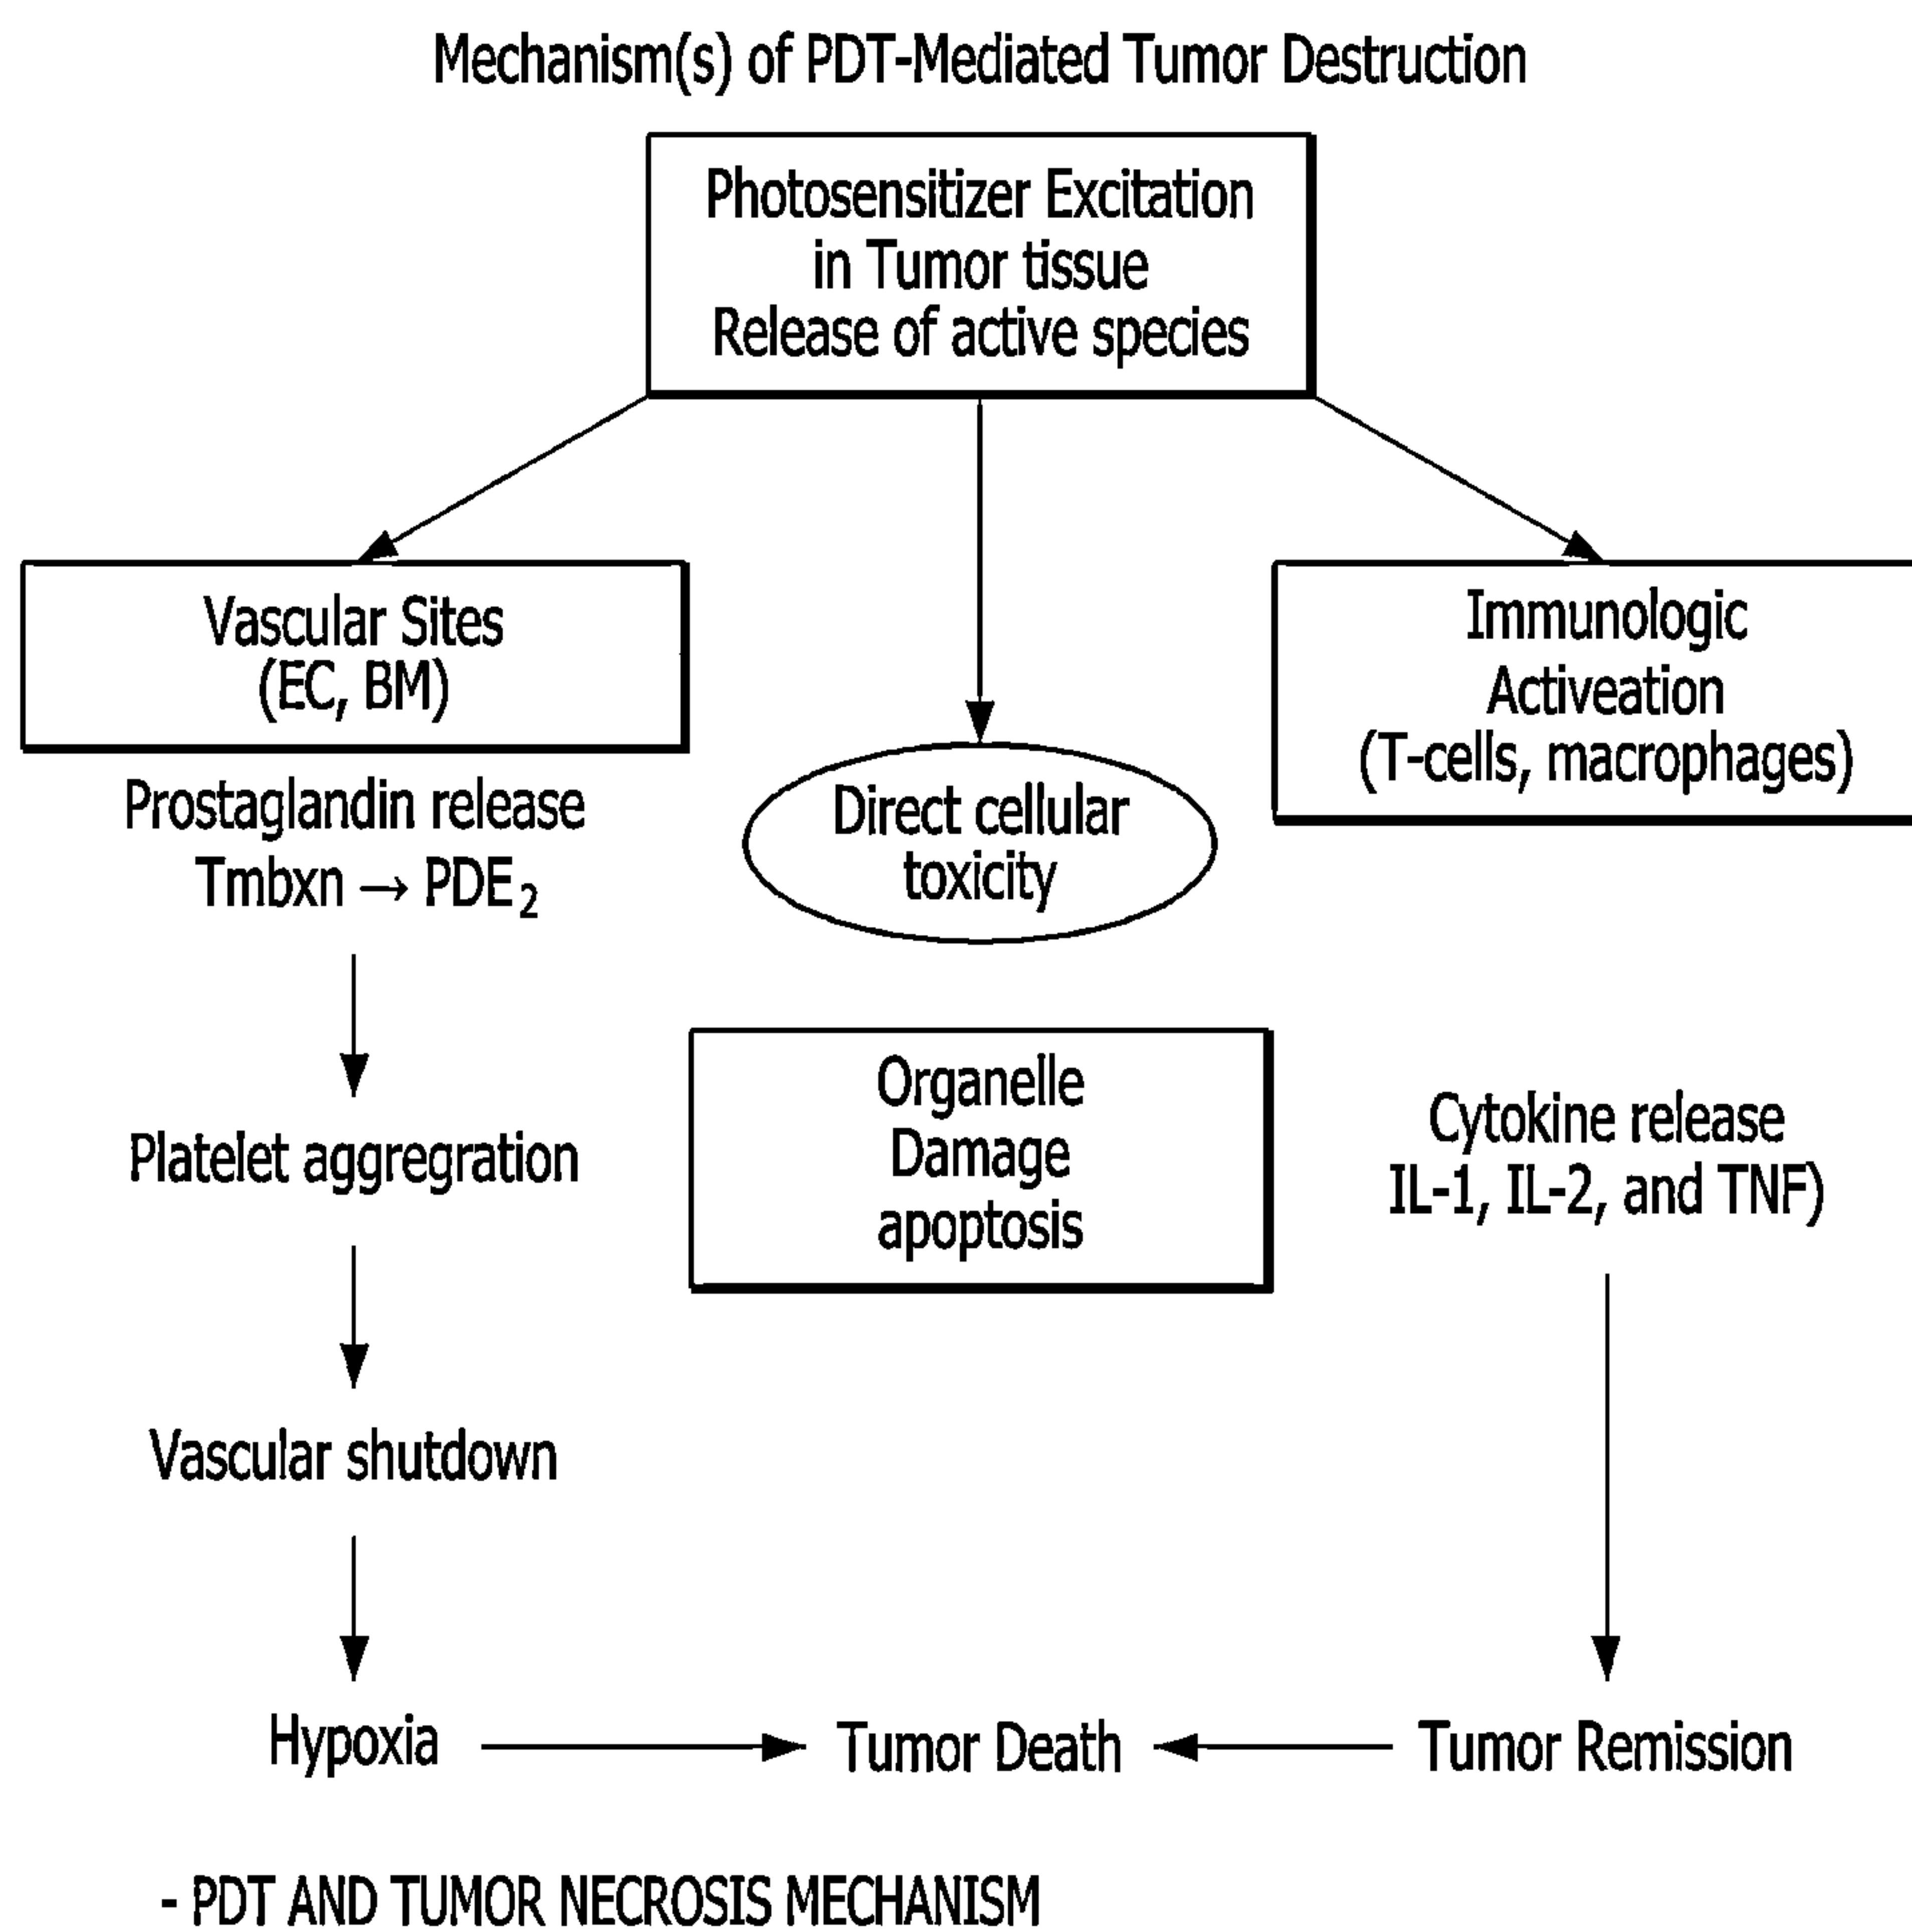 Mechanism(s) of PDT-Mediated Tumor Destruction
Photosensitizer Excitation
in Tumor tissue
Release of active species
Vascular Sites
(EC, BM)
Prostaglandin release
Tmbxn → PDE₂
Platelet aggregration
Vascular shutdown
Hypoxia
Direct cellular
toxicity
Organelle
Damage
apoptosis
Immunologic
Activeation
(T-cells, macrophages)
Cytokine release
IL-1, IL-2, and TNF)
Tumor Death
Tumor Remission
- PDT AND TUMOR NECROSIS MECHANISM